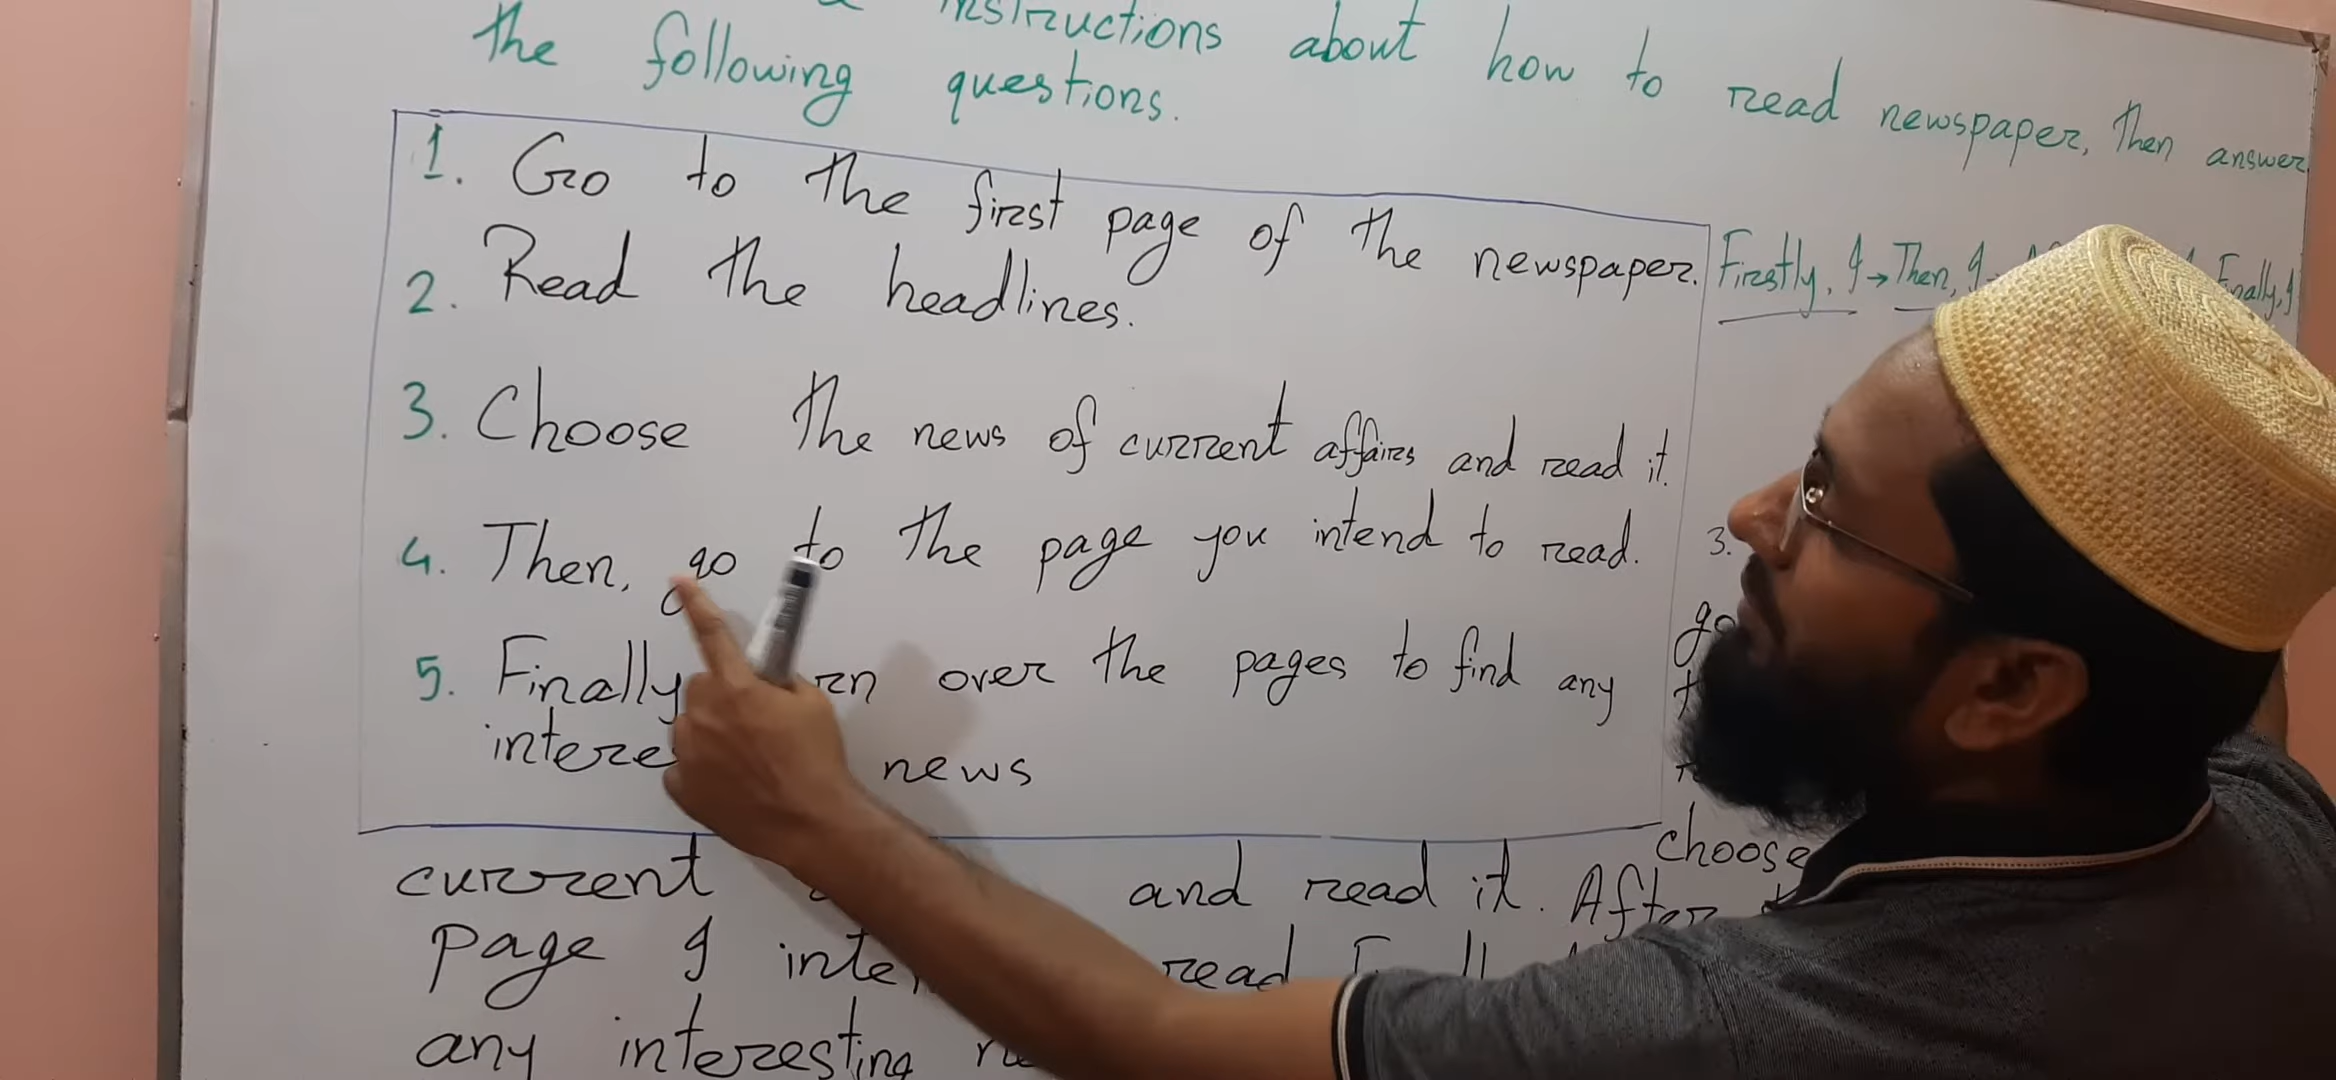 instructions about how to read newspaper, then answer
the following questions.
1. Go to the first page of the newspaper.
2. Read the headlines.
3. Choose the news of current affairs and read it.
4. Then, go to the page you intend to read.
5. Finally over the pages to find any
news
Firstly, I → Then, I Finally, I
3.
choose
current and read it. After
page I read
any interesting